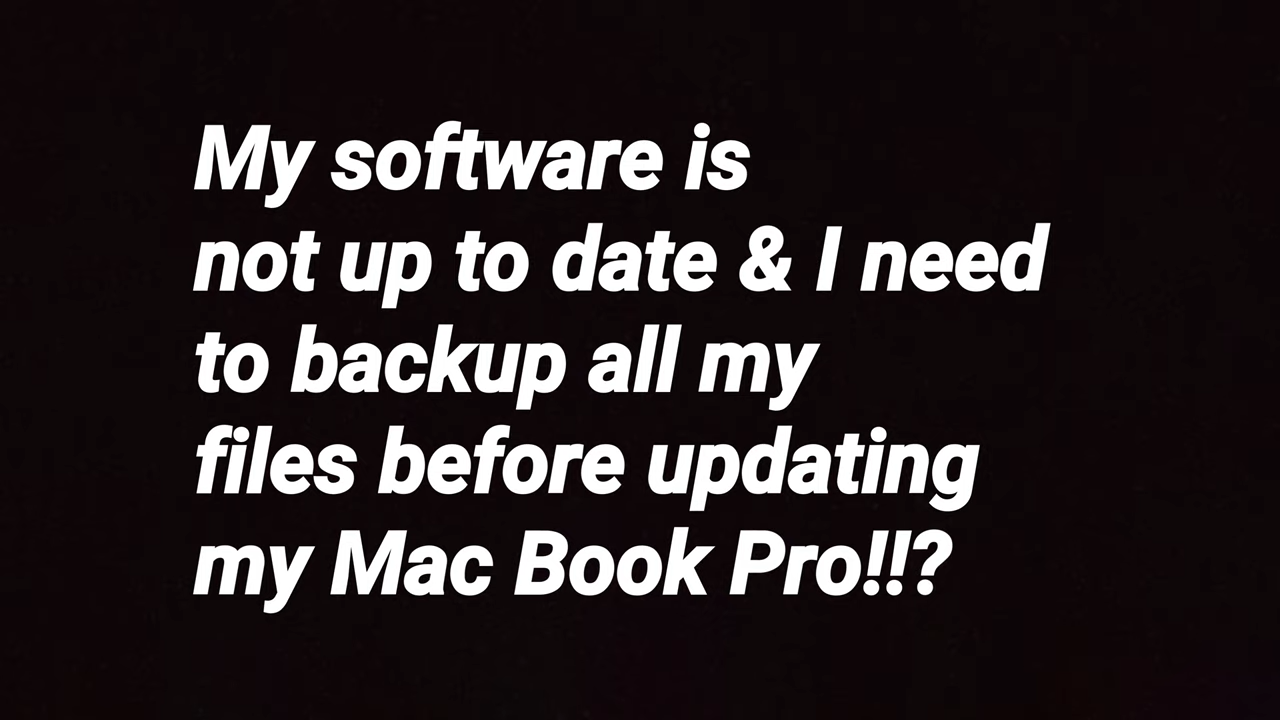 My software is
not up to date & I need
to backup all my
files before updating
my Mac Book Pro!!?